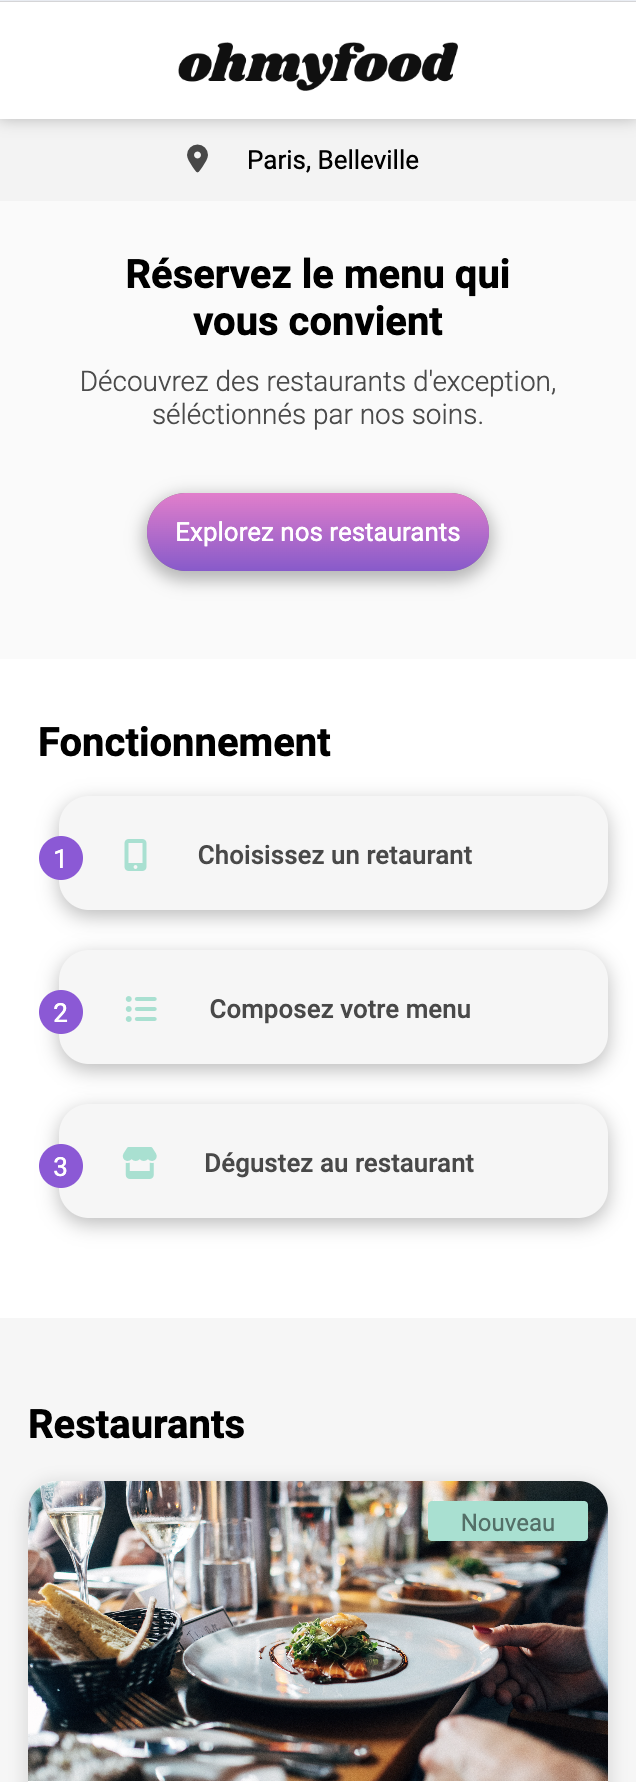 ohmyfood
Paris, Belleville
Réservez le menu qui
vous convient
Découvrez des restaurants d'exception,
séléctionnés par nos soins.
Explorez nos restaurants
Fonctionnement
1
Choisissez un retaurant
2
Composez votre menu
3
Dégustez au restaurant
Restaurants
Nouveau